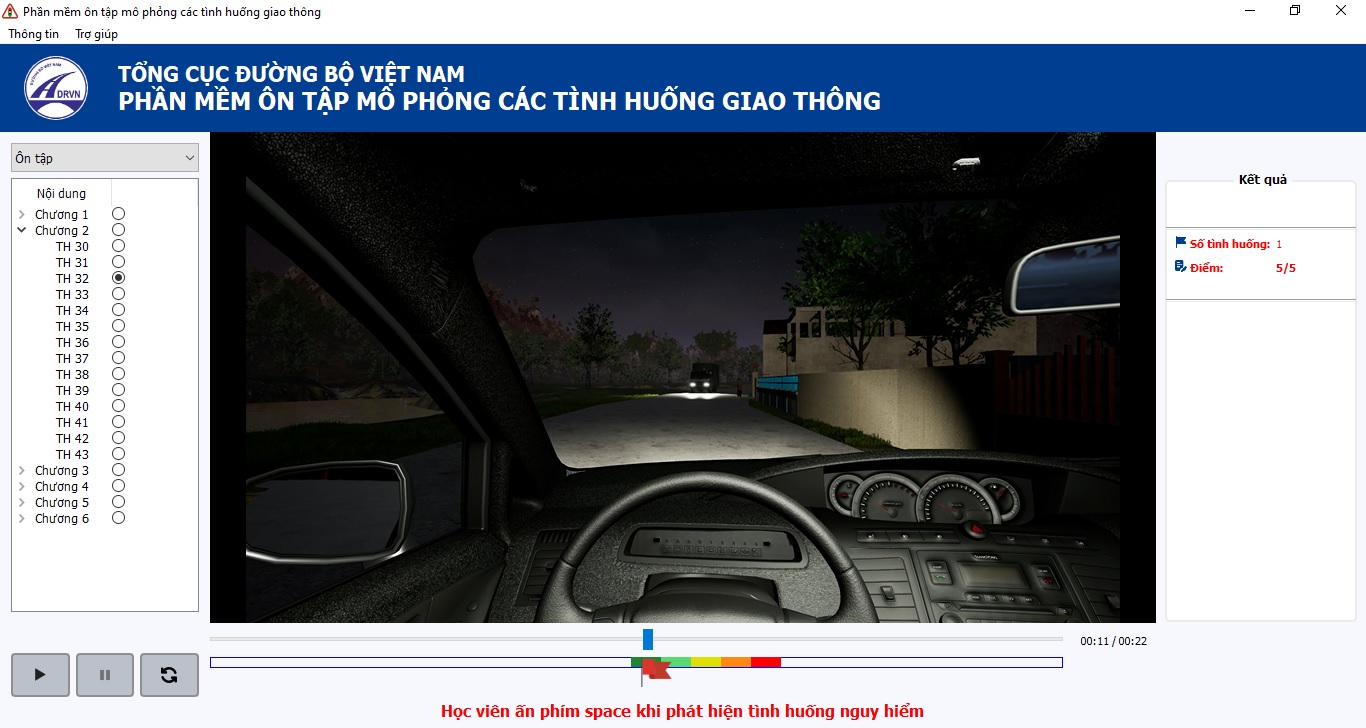 Phần mềm ôn tập mô phỏng các tình huống giao thông
Thông tin Trợ giúp
ĐƯỜNG BỘ VIỆT NAM
DRVN
TỔNG CỤC ĐƯỜNG BỘ VIỆT NAM
PHẦN MỀM ÔN TẬP MÔ PHỎNG CÁC TÌNH HUỐNG GIAO THÔNG
Ôn tập
Nội dung
Chương 1
Chương 2
TH 30
TH 31
TH 32
TH 33
TH 34
TH 35
TH 36
TH 37
TH 38
TH 39
TH 40
TH 41
TH 42
TH 43
Chương 3
Chương 4
Chương 5
Chương 6
Kết quả
Số tình huống: 1
Điểm: 5/5
00:11 / 00:22
Học viên ấn phím space khi phát hiện tình huống nguy hiểm